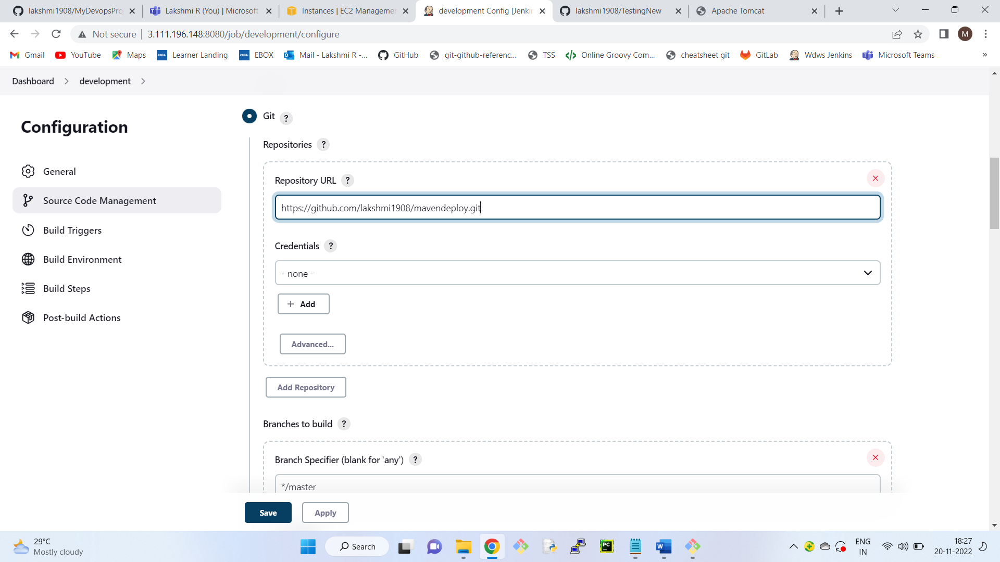 lakshmi1908/MyDevopsPro
Lakshmi R (You) | Microsoft
Instances | EC2 Managemen
development Config [Jenkin
lakshmi1908/TestingNew
Apache Tomcat
Not secure
3.111.196.148:8080/job/development/configure
M
Gmail
YouTube
Maps
HCL
Learner Landing
HCL
EBOX
Mail - Lakshmi R -...
GitHub
git-github-referenc...
TSS
Online Groovy Com...
cheatsheet git
GitLab
Wdws Jenkins
Microsoft Teams
»
Dashboard
development
Configuration
General
Source Code Management
Build Triggers
Build Environment
Build Steps
Post-build Actions
Git ?
Repositories ?
Repository URL ?
https://github.com/lakshmi1908/mavendeploy.git
Credentials ?
- none -
+ Add
Advanced...
Add Repository
Branches to build ?
Branch Specifier (blank for 'any') ?
*/master
Save
Apply
29°C
Mostly cloudy
Search
PC
W
ENG
IN
18:27
20-11-2022